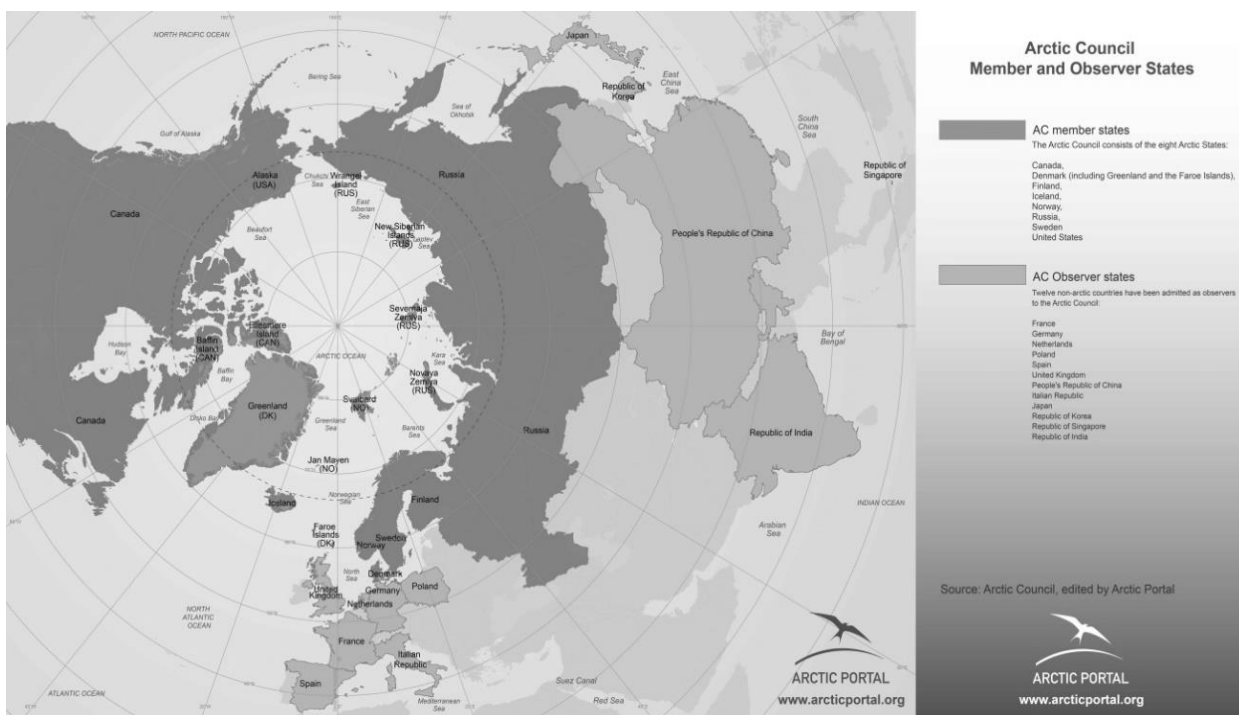 NORTH PACIFIC OCEAN
Japan
Bering Sea
Republic of
Korea
East
China
Sea
Sea of
Okhotsk
Gulf of Alaska
South
China
Sea
Republic of
Singapore
Alaska
(USA)
Chukchi
Sea
Wrangel
Island
(RUS)
Russia
East
Siberian
Sea
Canada
Beaufort
Sea
New Siberian
Islands
(RUS)
Laptev
Sea
People's Republic of China
Severnaja
Zemlya
(RUS)
Ellesmere
Island
(CAN)
Baffin
Island
(CAN)
Hudson
Bay
Bay of
Bengal
ARCTIC OCEAN
Kara
Sea
Baffin
Bay
Novaya
Zemlya
(RUS)
Svalbard
(NO)
Greenland
(DK)
Disko Bay
Greenland
Sea
Barents
Sea
Canada
Russia
Republic of India
Jan Mayen
(NO)
Iceland
Norwegian
Sea
Finland
INDIAN OCEAN
Arabian
Sea
Faroe
Islands
(DK)
Norway
Sweden
North
Sea
Denmark
United
Kingdom
Germany
Poland
Netherlands
NORTH
ATLANTIC
OCEAN
France
Italian
Republic
Spain
ATLANTIC OCEAN
Mediterranean
Sea
Suez Canal
Red Sea
ARCTIC PORTAL
www.arcticportal.org
Arctic Council
Member and Observer States
AC member states
The Arctic Council consists of the eight Arctic States:
Canada,
Denmark (including Greenland and the Faroe Islands),
Finland,
Iceland,
Norway,
Russia,
Sweden
United States
AC Observer states
Twelve non-arctic countries have been admitted as observers
to the Arctic Council:
France
Germany
Netherlands
Poland
Spain
United Kingdom
People's Republic of China
Italian Republic
Japan
Republic of Korea
Republic of Singapore
Republic of India
Source: Arctic Council, edited by Arctic Portal
ARCTIC PORTAL
www.arcticportal.org